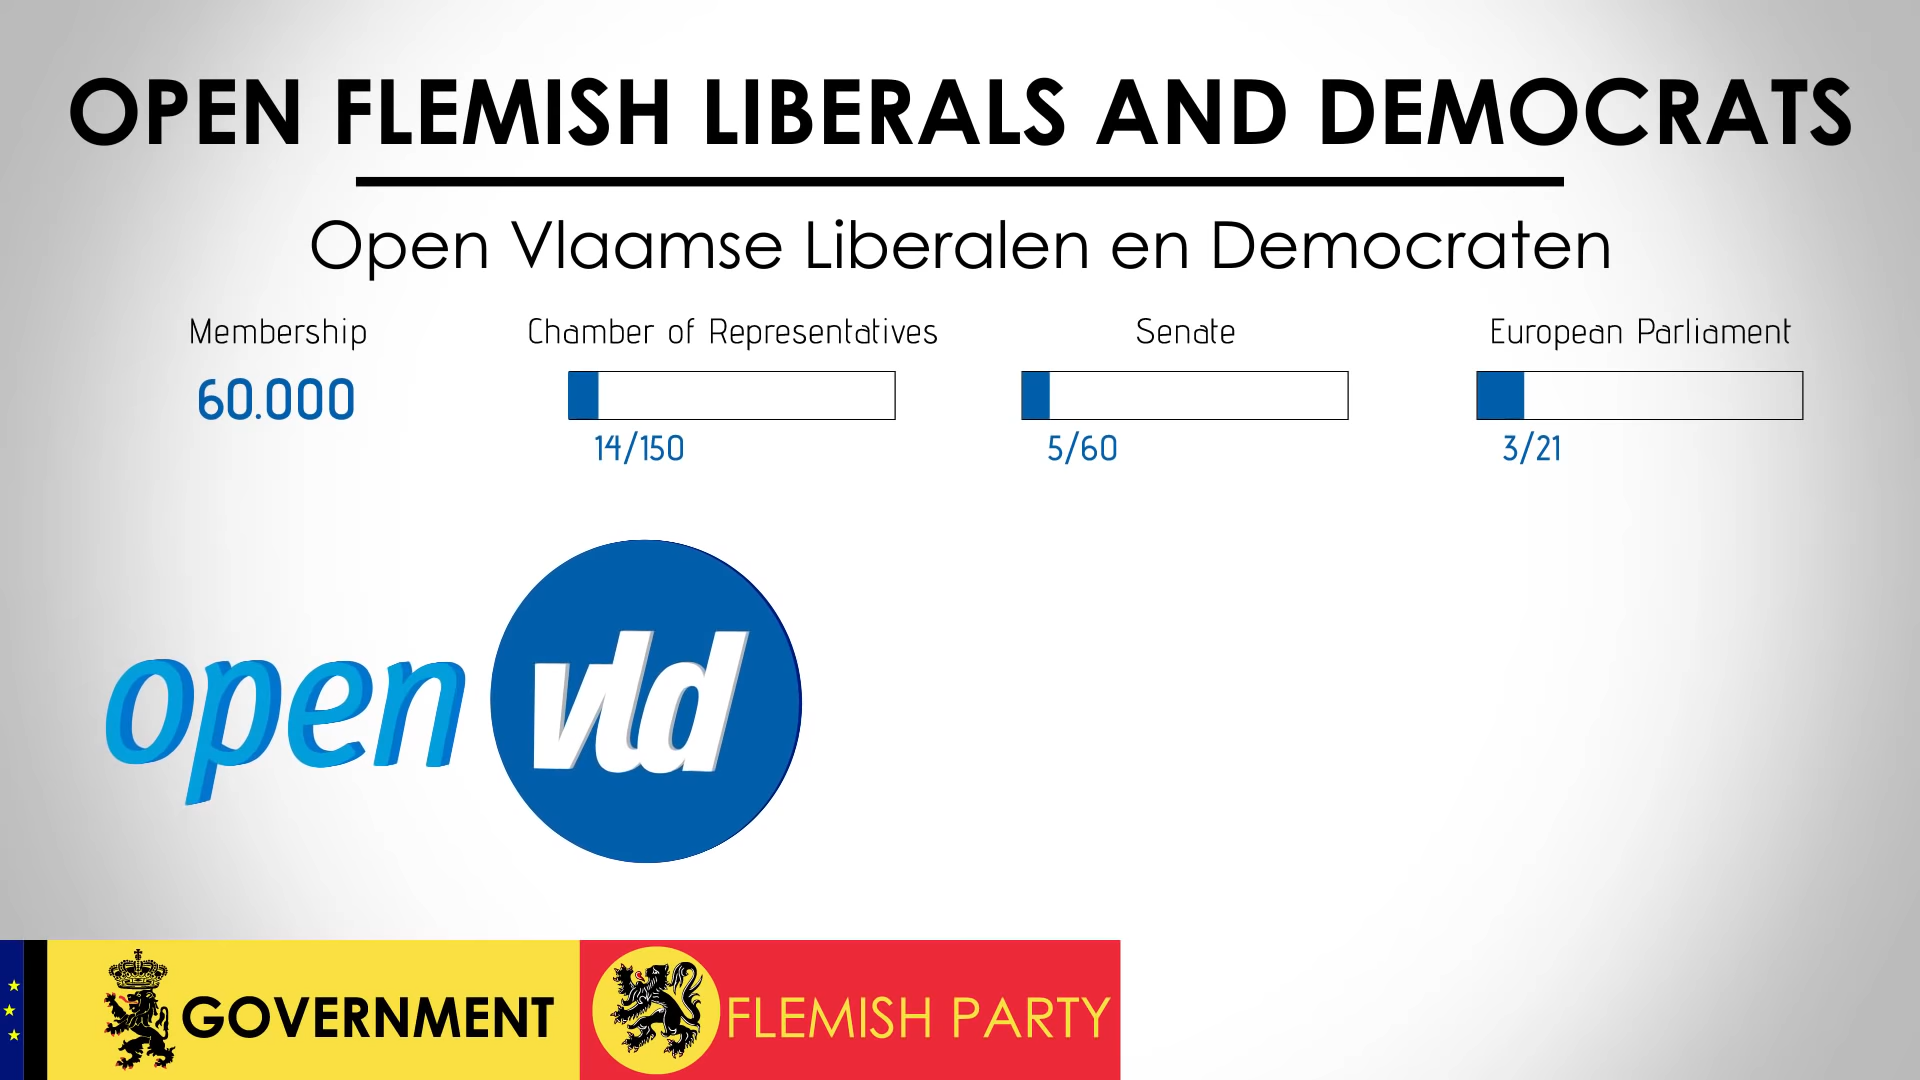 OPEN FLEMISH LIBERALS AND DEMOCRATS
Open Vlaamse Liberalen en Democraten
Membership
60.000
Chamber of Representatives
14/150
Senate
5/60
European Parliament
3/21
open vld
GOVERNMENT
FLEMISH PARTY